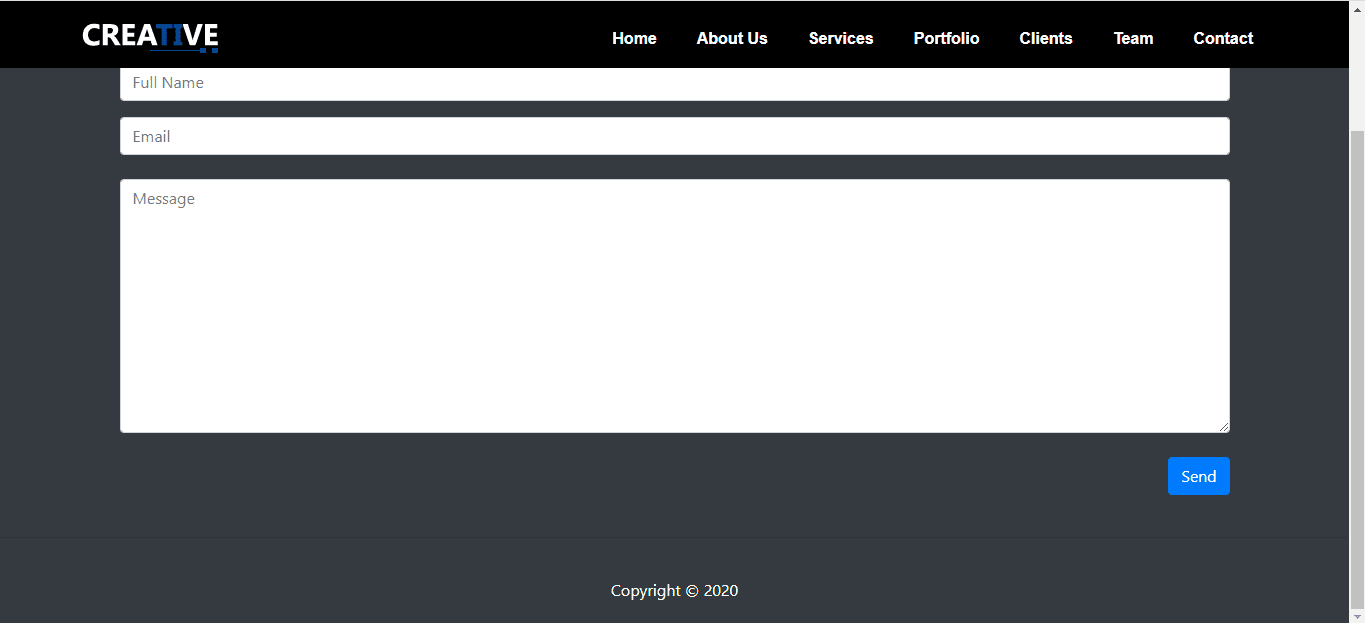 CREATIVE
Home About Us Services Portfolio Clients Team Contact
Full Name
Email
Message
Send
Copyright © 2020